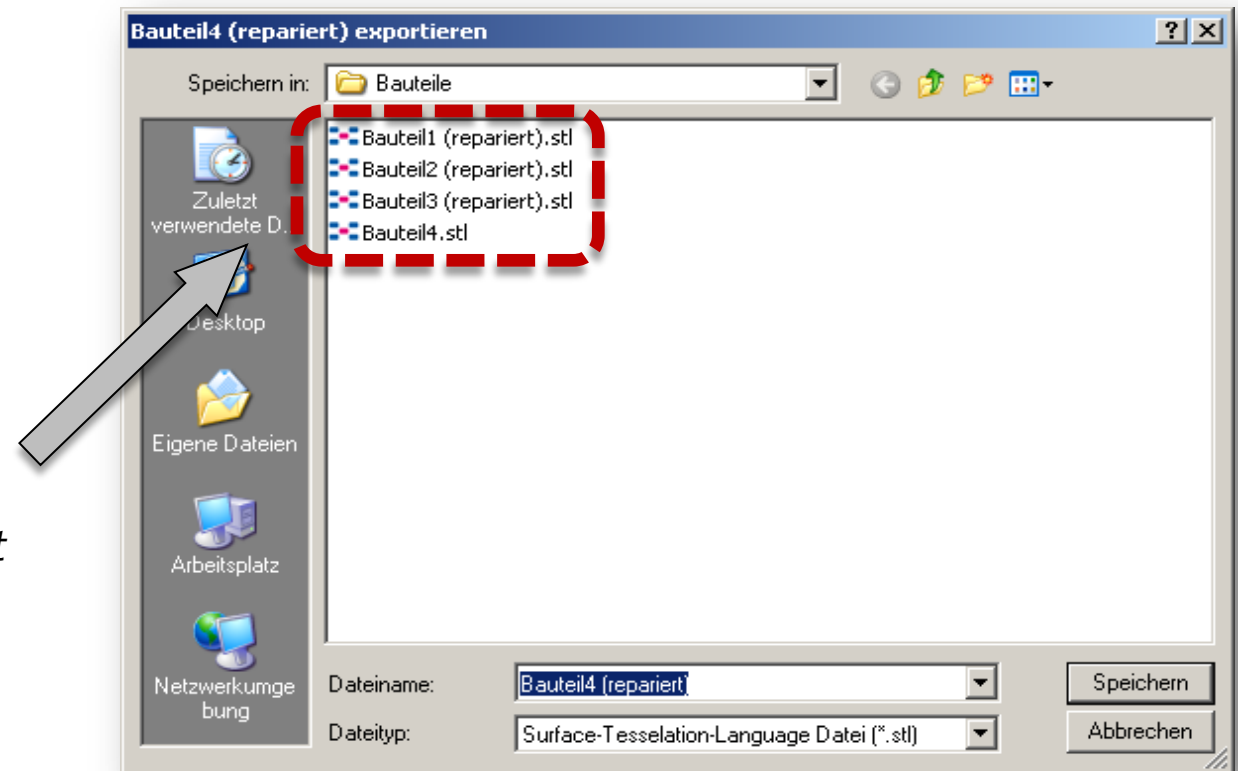 Bauteil4 (repariert) exportieren
Speichern in:
Bauteile
Bauteil1 (repariert).stl
Bauteil2 (repariert).stl
Bauteil3 (repariert).stl
Bauteil4.stl
Zuletzt
verwendete D...
Desktop
Eigene Dateien
Arbeitsplatz
Netzwerkumge
bung
t
Dateiname:
Bauteil4 (repariert)
Speichern
Dateityp:
Surface-Tesselation-Language Datei (*.stl)
Abbrechen